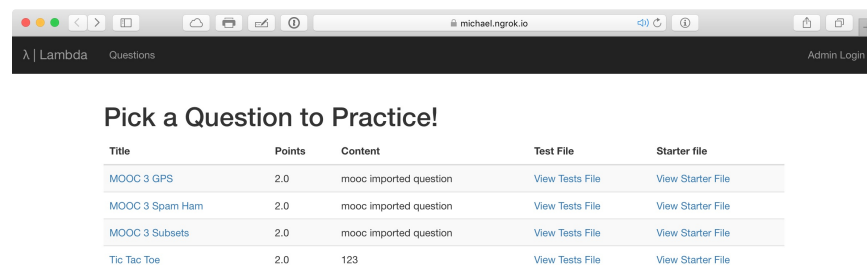 michael.ngrok.io
λ | Lambda Questions Admin Login
Pick a Question to Practice!
Title Points Content Test File Starter file
MOOC 3 GPS 2.0 mooc imported question View Tests File View Starter File
MOOC 3 Spam Ham 2.0 mooc imported question View Tests File View Starter File
MOOC 3 Subsets 2.0 mooc imported question View Tests File View Starter File
Tic Tac Toe 2.0 123 View Tests File View Starter File